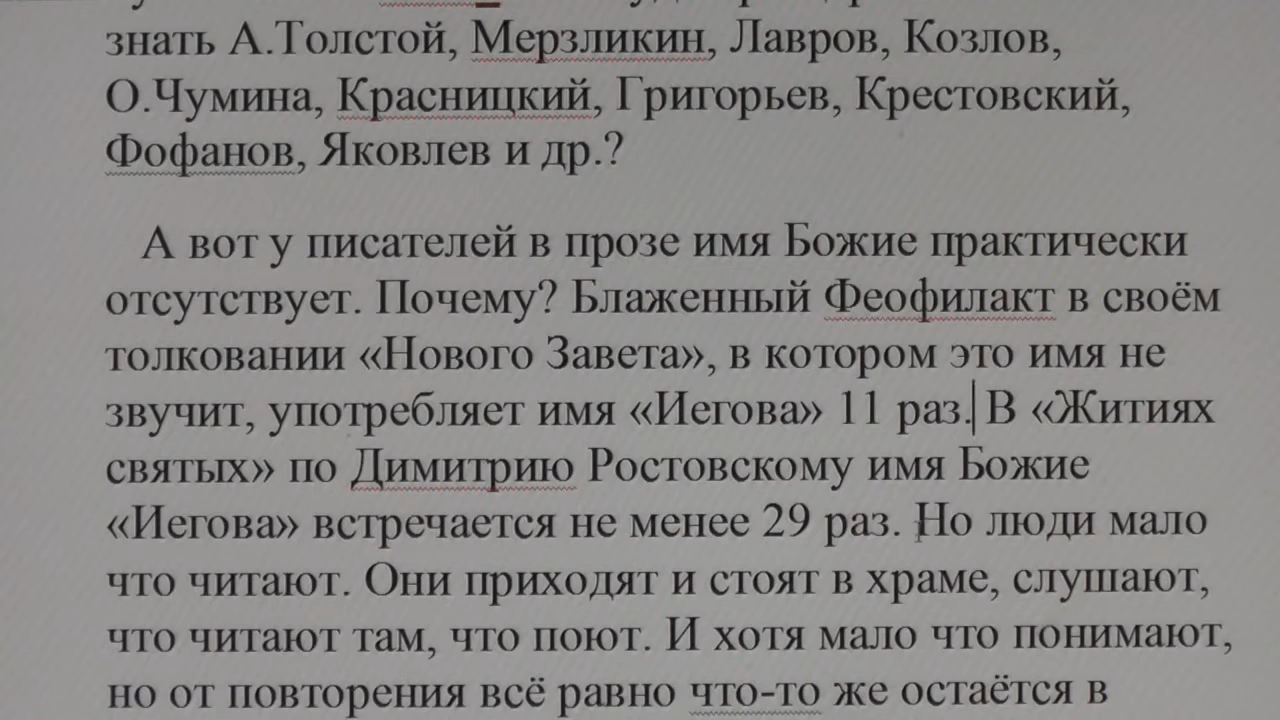 знать А.Толстой, Мерзликин, Лавров, Козлов,
О.Чумина, Красницкий, Григорьев, Крестовский,
Фофанов, Яковлев и др.?
А вот у писателей в прозе имя Божие практически
отсутствует. Почему? Блаженный Феофилакт в своём
толковании «Нового Завета», в котором это имя не
звучит, употребляет имя «Иегова» 11 раз. В «Житиях
святых» по Димитрию Ростовскому имя Божие
«Иегова» встречается не менее 29 раз. Но люди мало
что читают. Они приходят и стоят в храме, слушают,
что читают там, что поют. И хотя мало что понимают,
но от повторения всё равно что-то же остаётся в